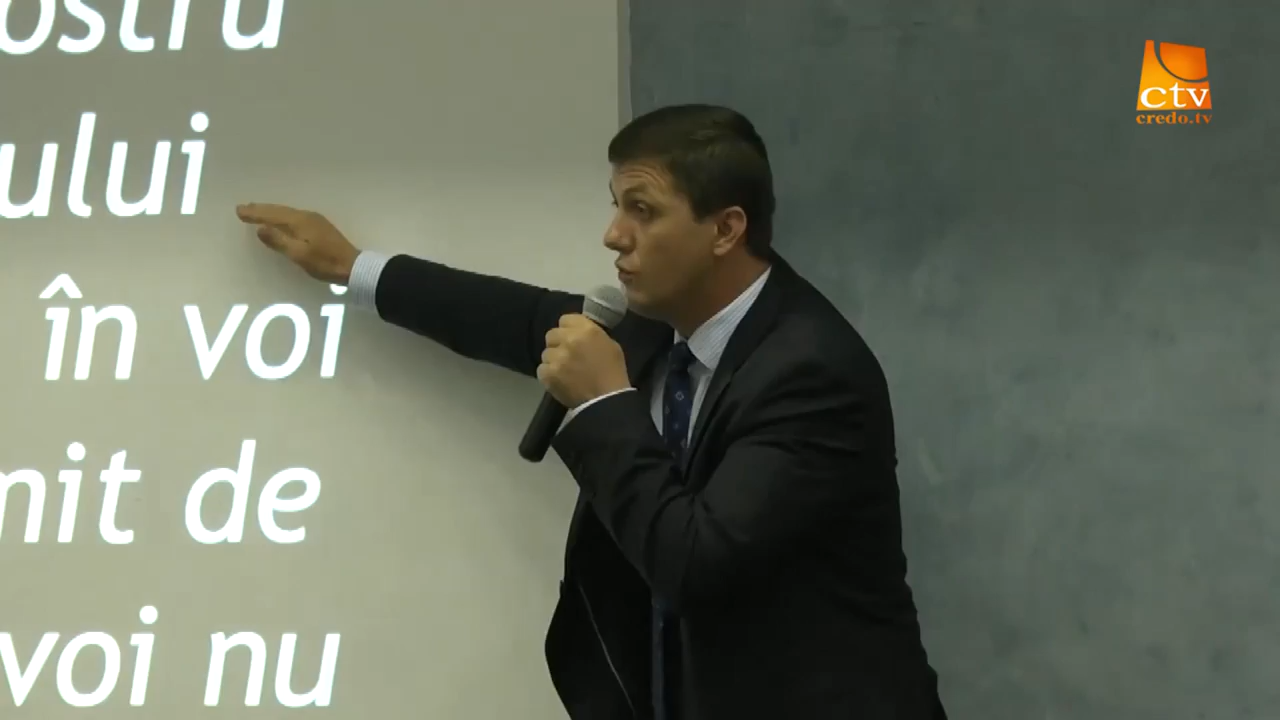 ostru
ului
în voi
mit de
voi nu
ctv
credo.tv